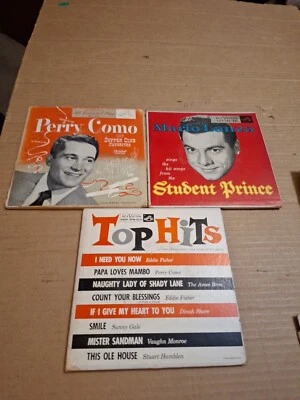 Perry Como
SUPPER CLUB
FAVORITES
Mario Lanza
sings the
hit songs
from the
Student Prince
TOP HITS
I NEED YOU NOW Eddie Fisher
PAPA LOVES MAMBO Perry Como
NAUGHTY LADY OF SHADY LANE The Ames Bros.
COUNT YOUR BLESSINGS Eddie Fisher
IF I GIVE MY HEART TO YOU Dinah Shore
SMILE Sunny Gale
MISTER SANDMAN Vaughn Monroe
THIS OLE HOUSE Stuart Hamblen